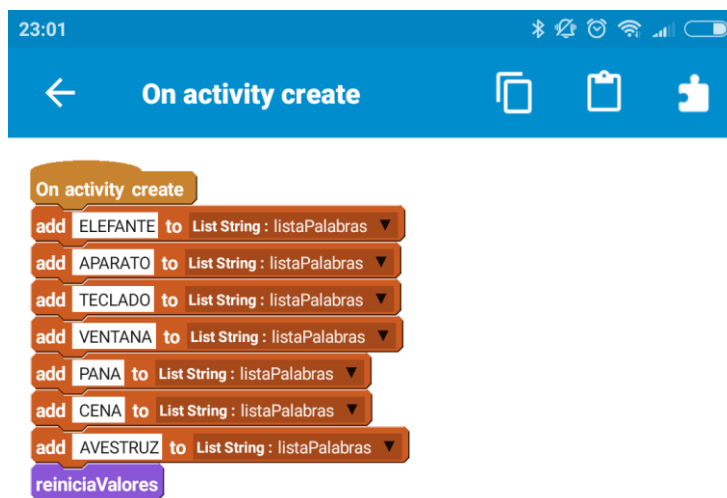 23:01
On activity create
On activity create
add ELEFANTE to List String : listaPalabras
add APARATO to List String : listaPalabras
add TECLADO to List String : listaPalabras
add VENTANA to List String : listaPalabras
add PANA to List String : listaPalabras
add CENA to List String : listaPalabras
add AVESTRUZ to List String : listaPalabras
reiniciaValores